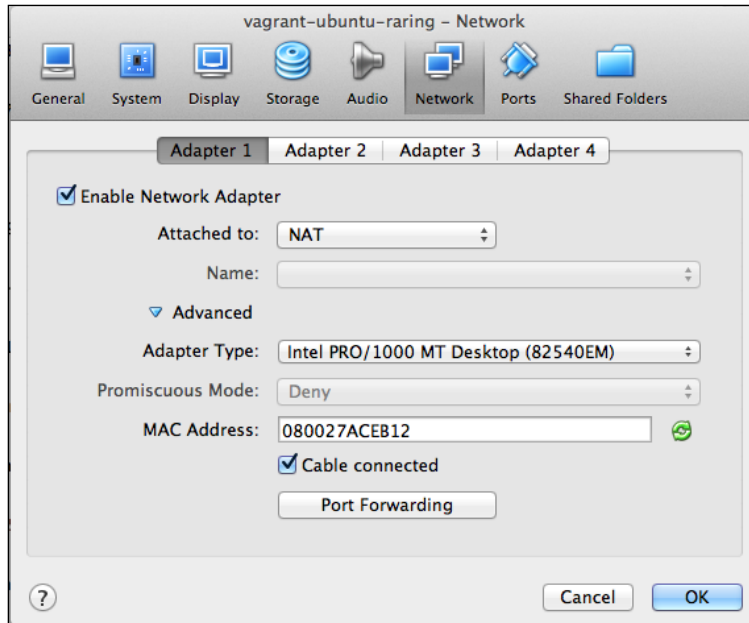 vagrant-ubuntu-raring – Network
General System Display Storage Audio Network Ports Shared Folders
Adapter 1 Adapter 2 Adapter 3 Adapter 4
Enable Network Adapter
Attached to: NAT
Name:
Advanced
Adapter Type: Intel PRO/1000 MT Desktop (82540EM)
Promiscuous Mode: Deny
MAC Address: 080027ACEB12
Cable connected
Port Forwarding
? Cancel OK